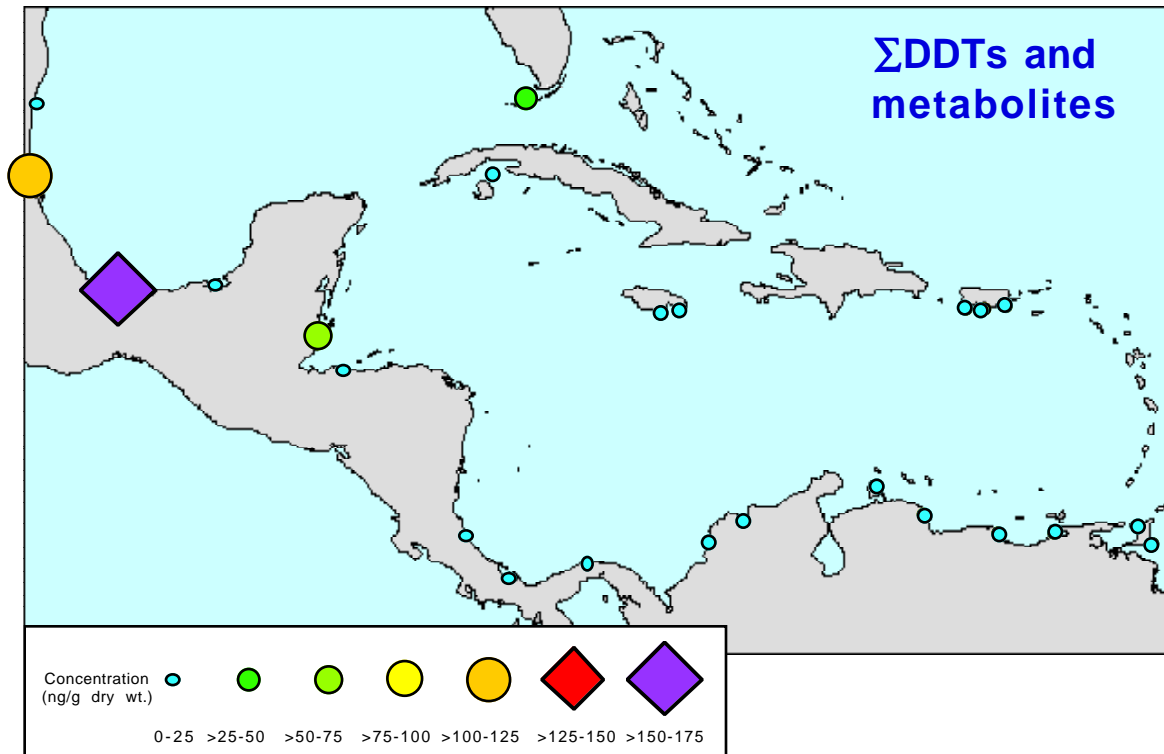 ∑DDTs and
metabolites
Concentration
(ng/g dry wt.)
0-25 >25-50 >50-75 >75-100 >100-125 >125-150 >150-175